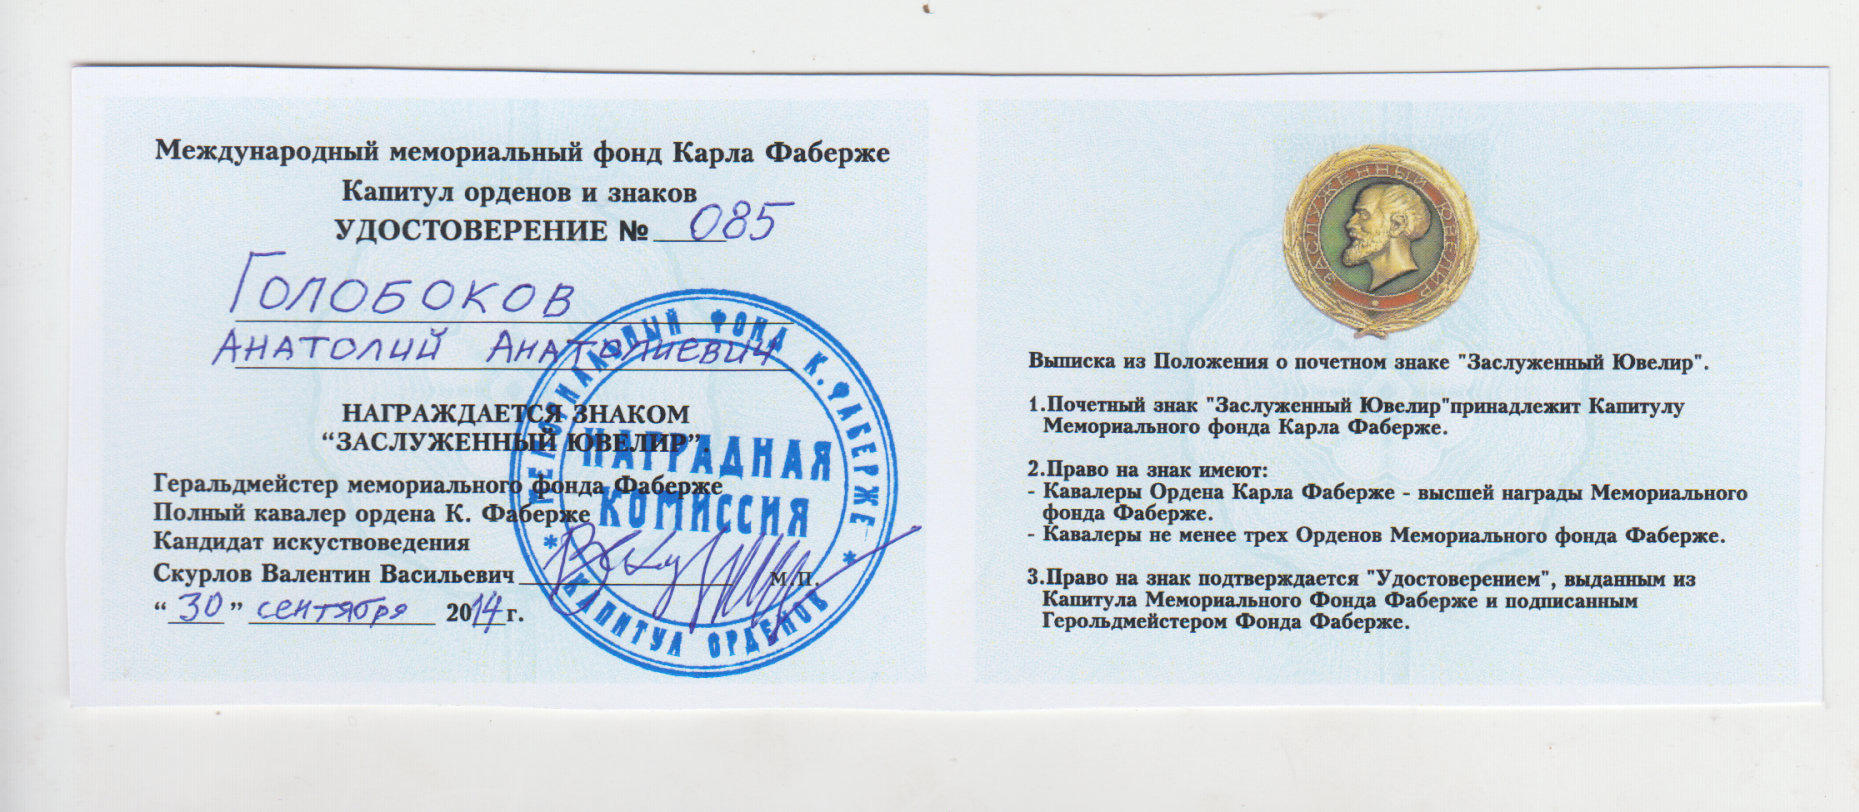 Международный мемориальный фонд Карла Фаберже
Капитул орденов и знаков
УДОСТОВЕРЕНИЕ № 085
Голобоков
Анатолий Анатолиевич
НАГРАЖДАЕТСЯ ЗНАКОМ
“ЗАСЛУЖЕННЫЙ ЮВЕЛИР”.
Геральдмейстер мемориального фонда Фаберже
Полный кавалер ордена К. Фаберже
Кандидат искуствоведения
Скурлов Валентин Васильевич М.П.
“ 30 ” сентября 2014 г.
МЕМОРИАЛЬНЫЙ ФОНД К. ФАБЕРЖЕ
НАГРАДНАЯ
КОМИССИЯ
* КАПИТУЛ ОРДЕНОВ *
ЗАСЛУЖЕННЫЙ ЮВЕЛИР
Выписка из Положения о почетном знаке "Заслуженный Ювелир".
1.Почетный знак "Заслуженный Ювелир"принадлежит Капитулу
Мемориального фонда Карла Фаберже.
2.Право на знак имеют:
- Кавалеры Ордена Карла Фаберже - высшей награды Мемориального
фонда Фаберже.
- Кавалеры не менее трех Орденов Мемориального фонда Фаберже.
3.Право на знак подтверждается "Удостоверением", выданным из
Капитула Мемориального Фонда Фаберже и подписанным
Герольдмейстером Фонда Фаберже.